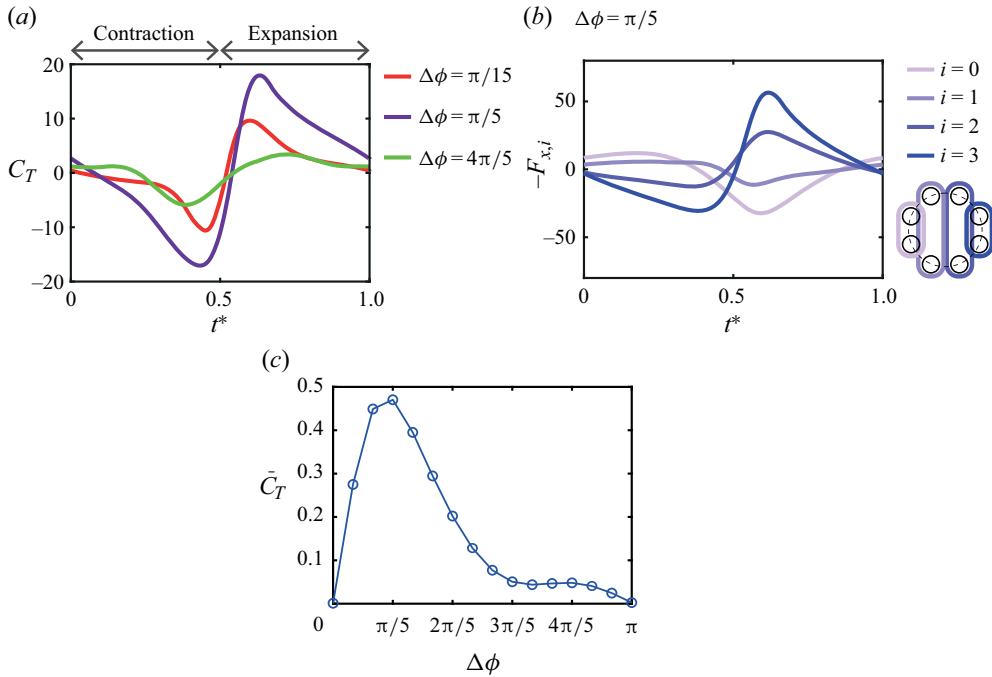 (a)
Contraction Expansion
20
10
0
−10
−20
C_T
0 0.5 1.0
t*
Δϕ = π/15
Δϕ = π/5
Δϕ = 4π/5
(b) Δϕ = π/5
50
0
−50
−F_{x,i}
0 0.5 1.0
t*
i = 0
i = 1
i = 2
i = 3
(c)
0.5
0.4
0.3
0.2
0.1
0
C̄_T
π/5 2π/5 3π/5 4π/5 π
Δϕ